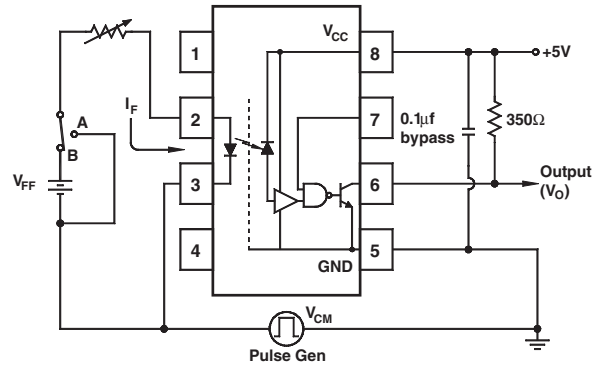 V_CC
1
8
+5V
I_F
2
7
0.1μf
bypass
350Ω
A
B
V_FF
3
6
Output
(V_O)
4
5
GND
V_CM
Pulse Gen